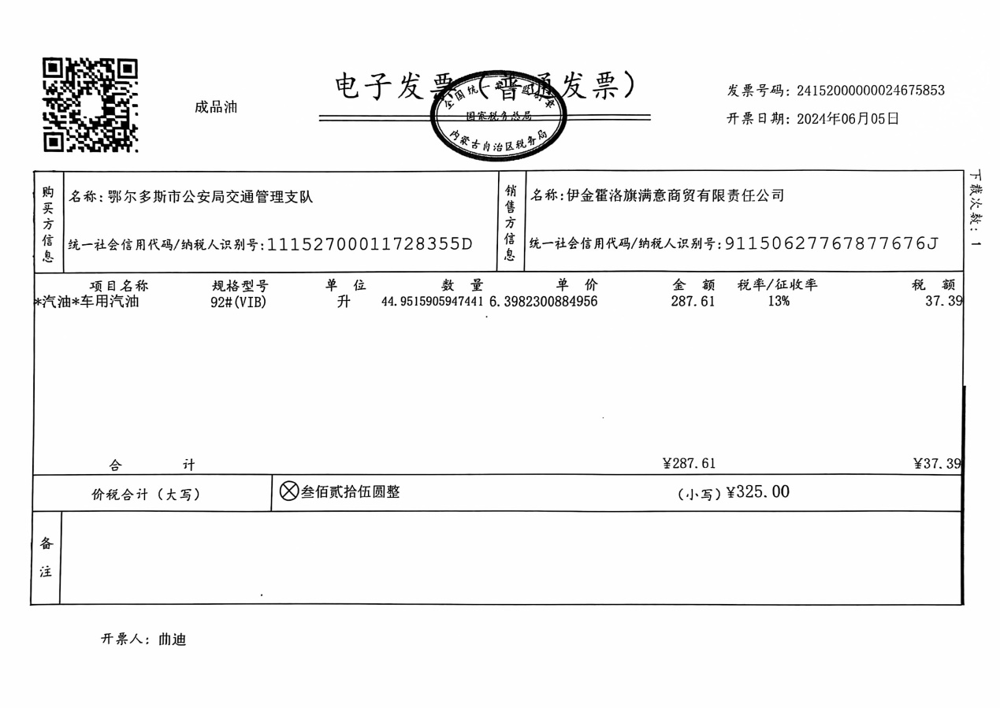 电子发票（普通发票）
全国统一发票监制章
国家税务总局
内蒙古自治区税务局
成品油
发票号码：24152000000024675853
开票日期：2024年06月05日
下载次数：1
购买方信息
名称：鄂尔多斯市公安局交通管理支队
统一社会信用代码/纳税人识别号：11152700011728355D
销售方信息
名称：伊金霍洛旗满意商贸有限责任公司
统一社会信用代码/纳税人识别号：91150627767877676J
项目名称 规格型号 单位 数量 单价 金额 税率/征收率 税额
*汽油*车用汽油 92#(VIB) 升 44.9515905947441 6.3982300884956 287.61 13% 37.39
合计 ¥287.61 ¥37.39
价税合计（大写） ⊗叁佰贰拾伍圆整 （小写）¥325.00
备注
开票人：曲迪